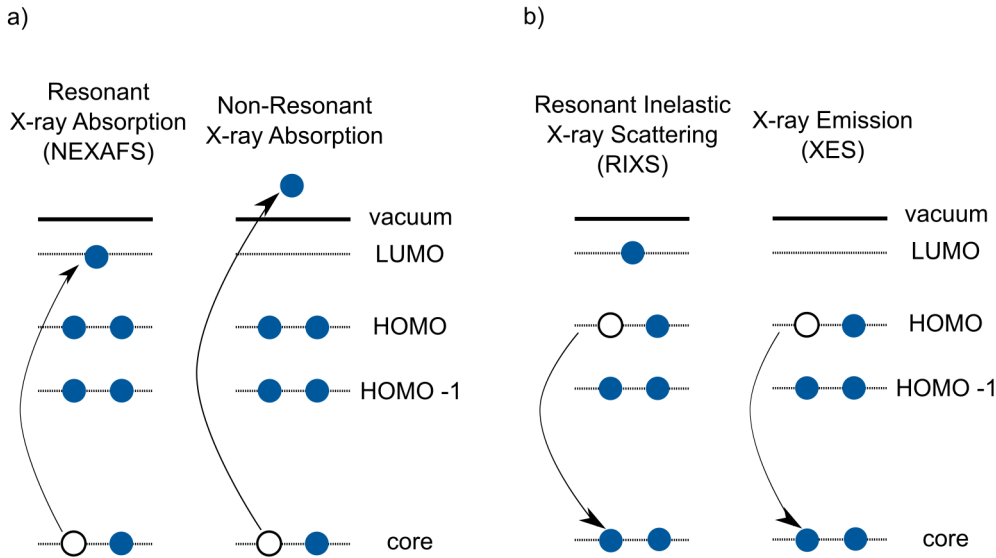 a)
Resonant
X-ray Absorption
(NEXAFS)
Non-Resonant
X-ray Absorption
vacuum
LUMO
HOMO
HOMO -1
core
b)
Resonant Inelastic
X-ray Scattering
(RIXS)
X-ray Emission
(XES)
vacuum
LUMO
HOMO
HOMO -1
core